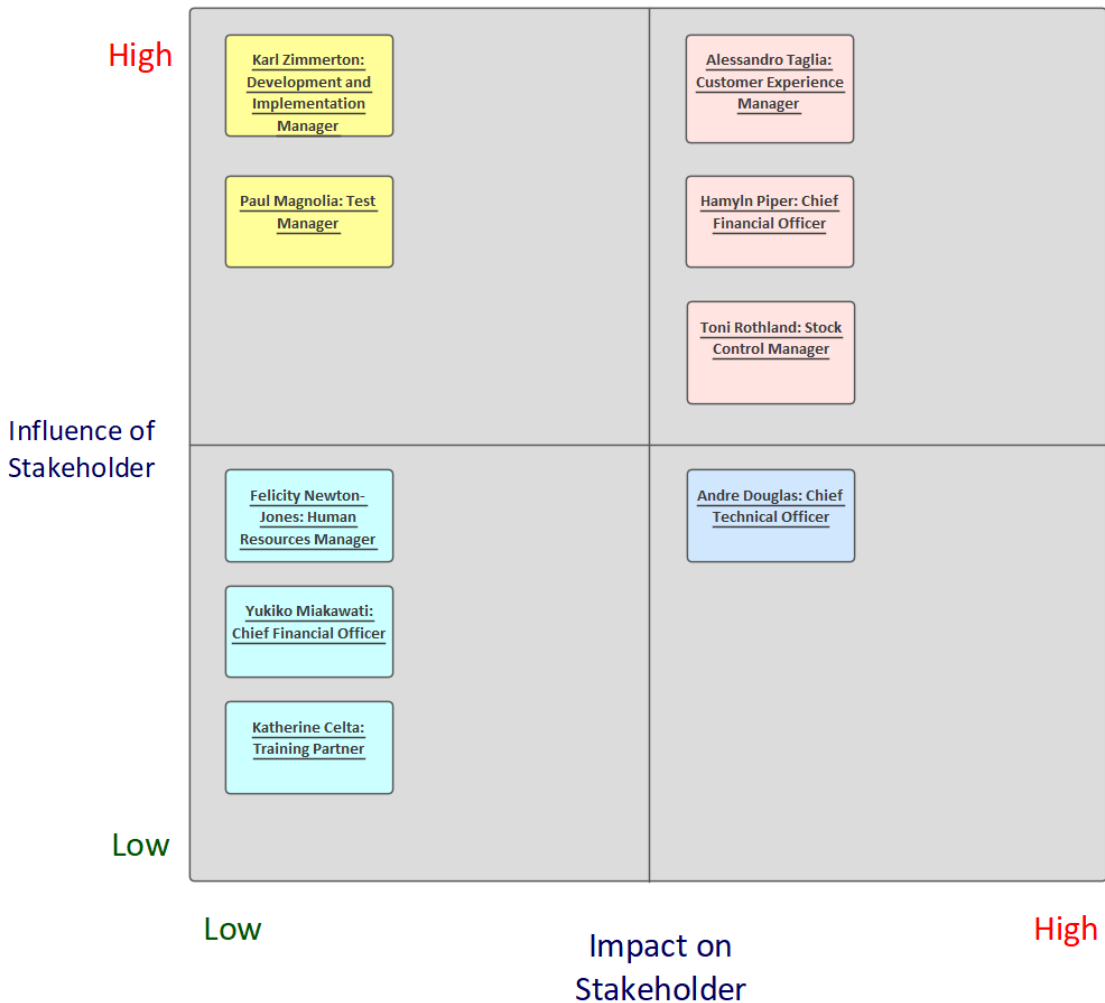 High
Karl Zimmerton:
Development and
Implementation
Manager
Alessandro Taglia:
Customer Experience
Manager
Paul Magnolia: Test
Manager
Hamyln Piper: Chief
Financial Officer
Toni Rothland: Stock
Control Manager
Influence of
Stakeholder
Felicity Newton-
Jones: Human
Resources Manager
Andre Douglas: Chief
Technical Officer
Yukiko Miakawati:
Chief Financial Officer
Katherine Celta:
Training Partner
Low
Low
Impact on
Stakeholder
High